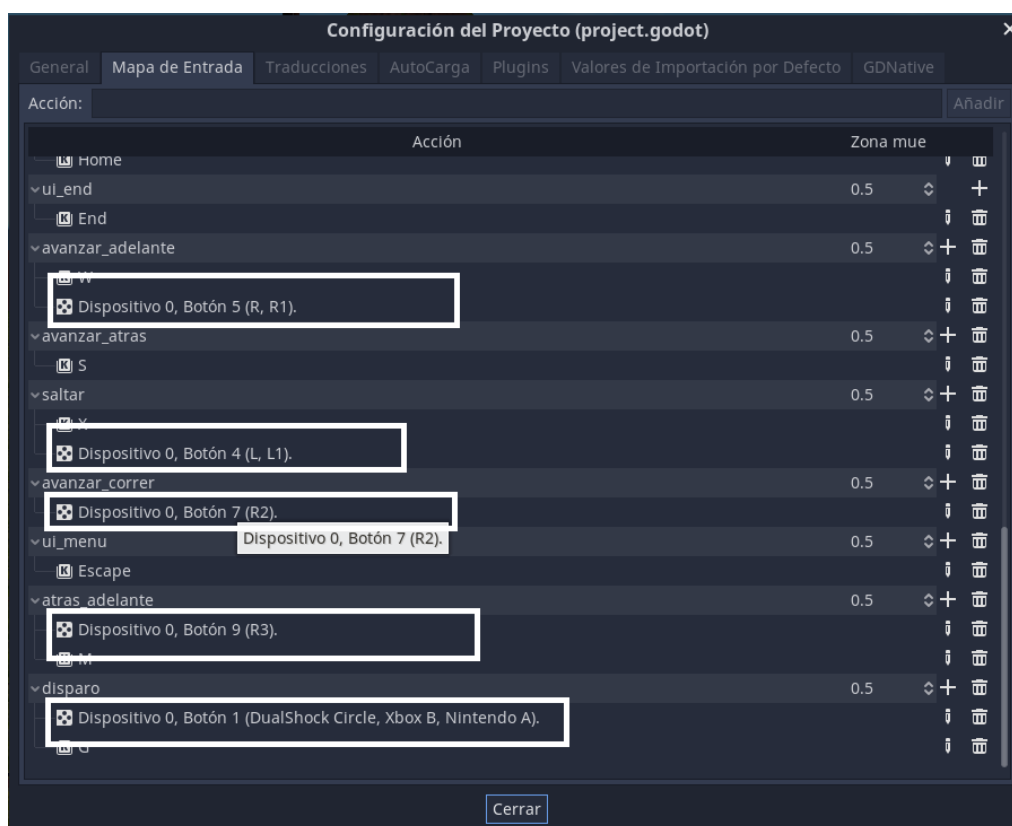 Configuración del Proyecto (project.godot)
General Mapa de Entrada Traducciones AutoCarga Plugins Valores de Importación por Defecto GDNative
Acción: Añadir
Acción Zona mue
Home
ui_end 0.5
End
avanzar_adelante 0.5
W
Dispositivo 0, Botón 5 (R, R1).
avanzar_atras 0.5
S
saltar 0.5
X
Dispositivo 0, Botón 4 (L, L1).
avanzar_correr 0.5
Dispositivo 0, Botón 7 (R2).
Dispositivo 0, Botón 7 (R2).
ui_menu 0.5
Escape
atras_adelante 0.5
Dispositivo 0, Botón 9 (R3).
M
disparo 0.5
Dispositivo 0, Botón 1 (DualShock Circle, Xbox B, Nintendo A).
Cerrar